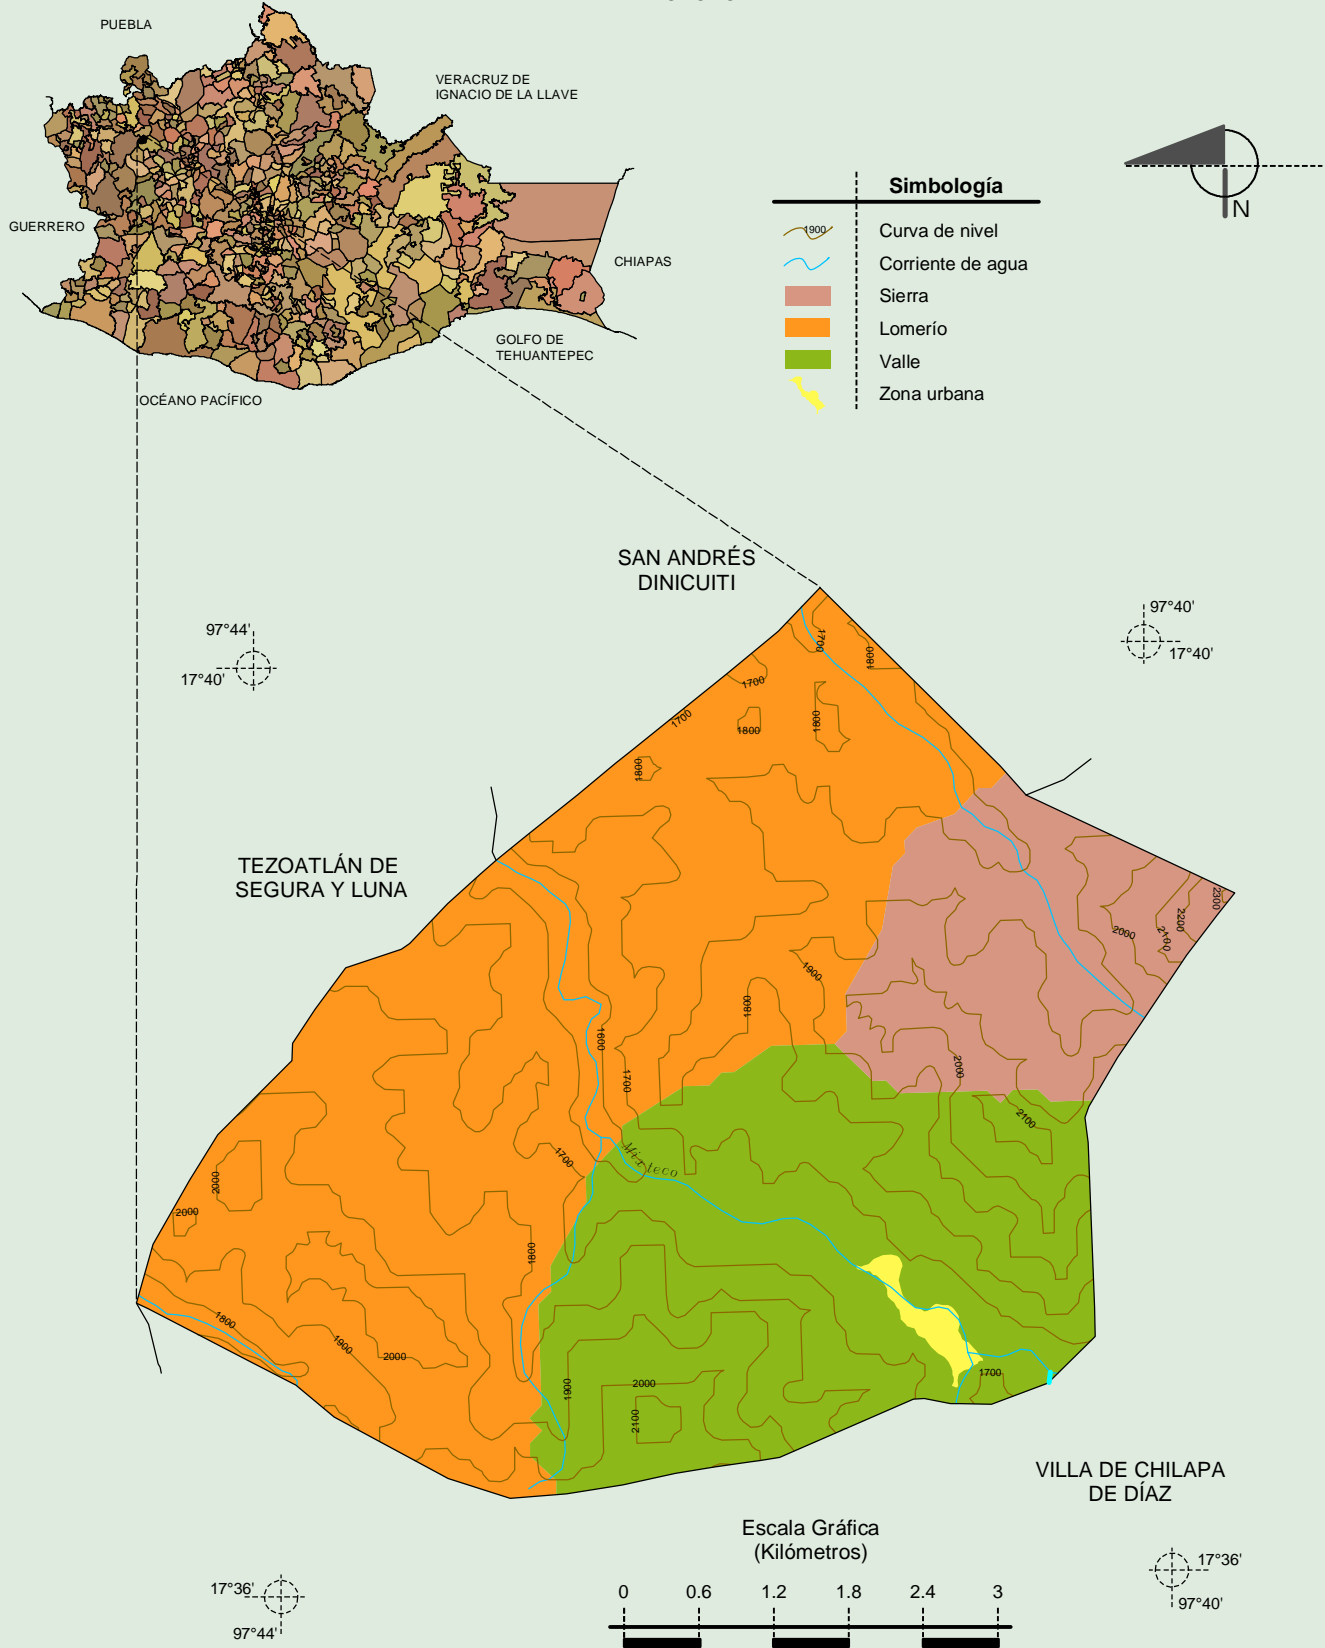 PUEBLA
VERACRUZ DE
IGNACIO DE LA LLAVE
GUERRERO
CHIAPAS
GOLFO DE
TEHUANTEPEC
OCÉANO PACÍFICO
N
Simbología
1900
Curva de nivel
Corriente de agua
Sierra
Lomerío
Valle
Zona urbana
SAN ANDRÉS
DINICUITI
97°44'
17°40'
97°40'
17°40'
TEZOATLÁN DE
SEGURA Y LUNA
1700
1800
1700
1700
1800
1800
1800
2300
2200
2100
2000
1900
1800
1600
1700
2000
2100
Mixteco
1700
2000
2000
1800
1800
1900
2000
1900
2000
2100
1700
VILLA DE CHILAPA
DE DÍAZ
Escala Gráfica
(Kilómetros)
0 0.6 1.2 1.8 2.4 3
17°36'
97°44'
17°36'
97°40'